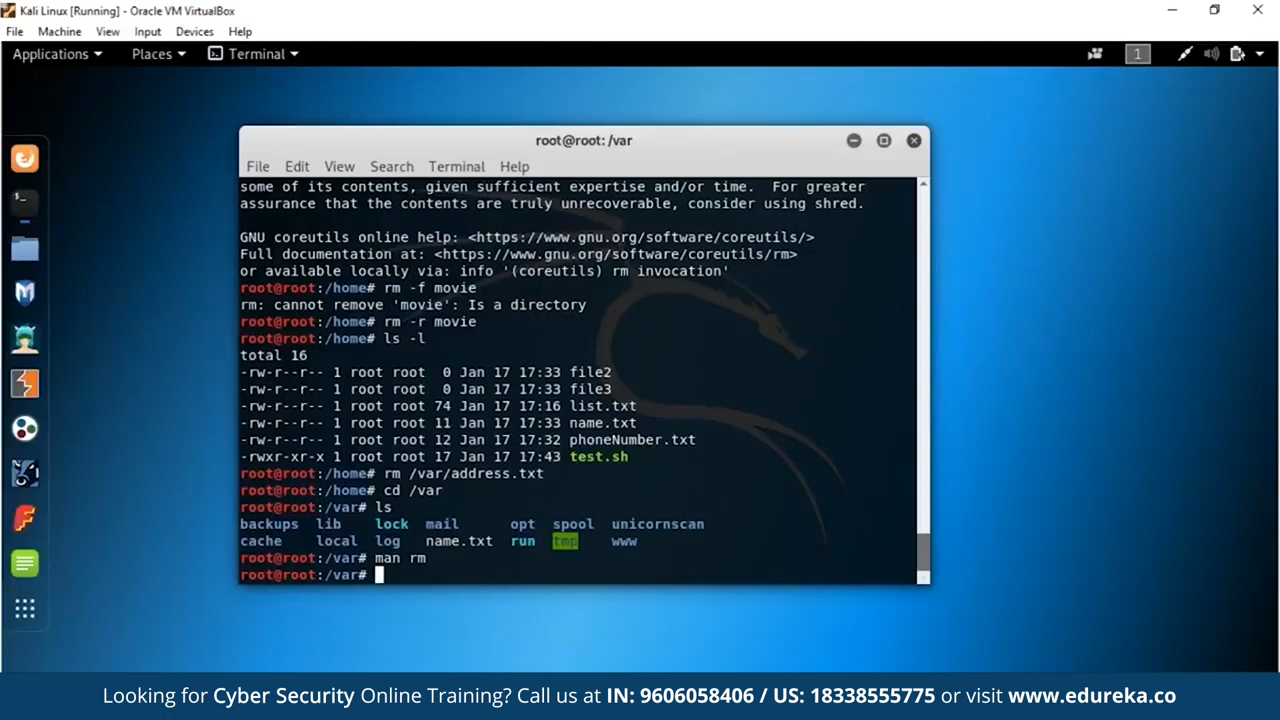 Kali Linux [Running] - Oracle VM VirtualBox
File Machine View Input Devices Help
Applications Places Terminal 1
root@root: /var
File Edit View Search Terminal Help
some of its contents, given sufficient expertise and/or time.  For greater
assurance that the contents are truly unrecoverable, consider using shred.
GNU coreutils online help: <https://www.gnu.org/software/coreutils/>
Full documentation at: <https://www.gnu.org/software/coreutils/rm>
or available locally via: info '(coreutils) rm invocation'
root@root:/home# rm -f movie
rm: cannot remove 'movie': Is a directory
root@root:/home# rm -r movie
root@root:/home# ls -l
total 16
-rw-r--r-- 1 root root  0 Jan 17 17:33 file2
-rw-r--r-- 1 root root  0 Jan 17 17:33 file3
-rw-r--r-- 1 root root 74 Jan 17 17:16 list.txt
-rw-r--r-- 1 root root 11 Jan 17 17:33 name.txt
-rw-r--r-- 1 root root 12 Jan 17 17:32 phoneNumber.txt
-rwxr-xr-x 1 root root 17 Jan 17 17:43 test.sh
root@root:/home# rm /var/address.txt
root@root:/home# cd /var
root@root:/var# ls
backups  lib    lock  mail      opt  spool  unicornscan
cache    local  log   name.txt  run  tmp    www
root@root:/var# man rm
root@root:/var#
Looking for Cyber Security Online Training? Call us at IN: 9606058406 / US: 18338555775 or visit www.edureka.co